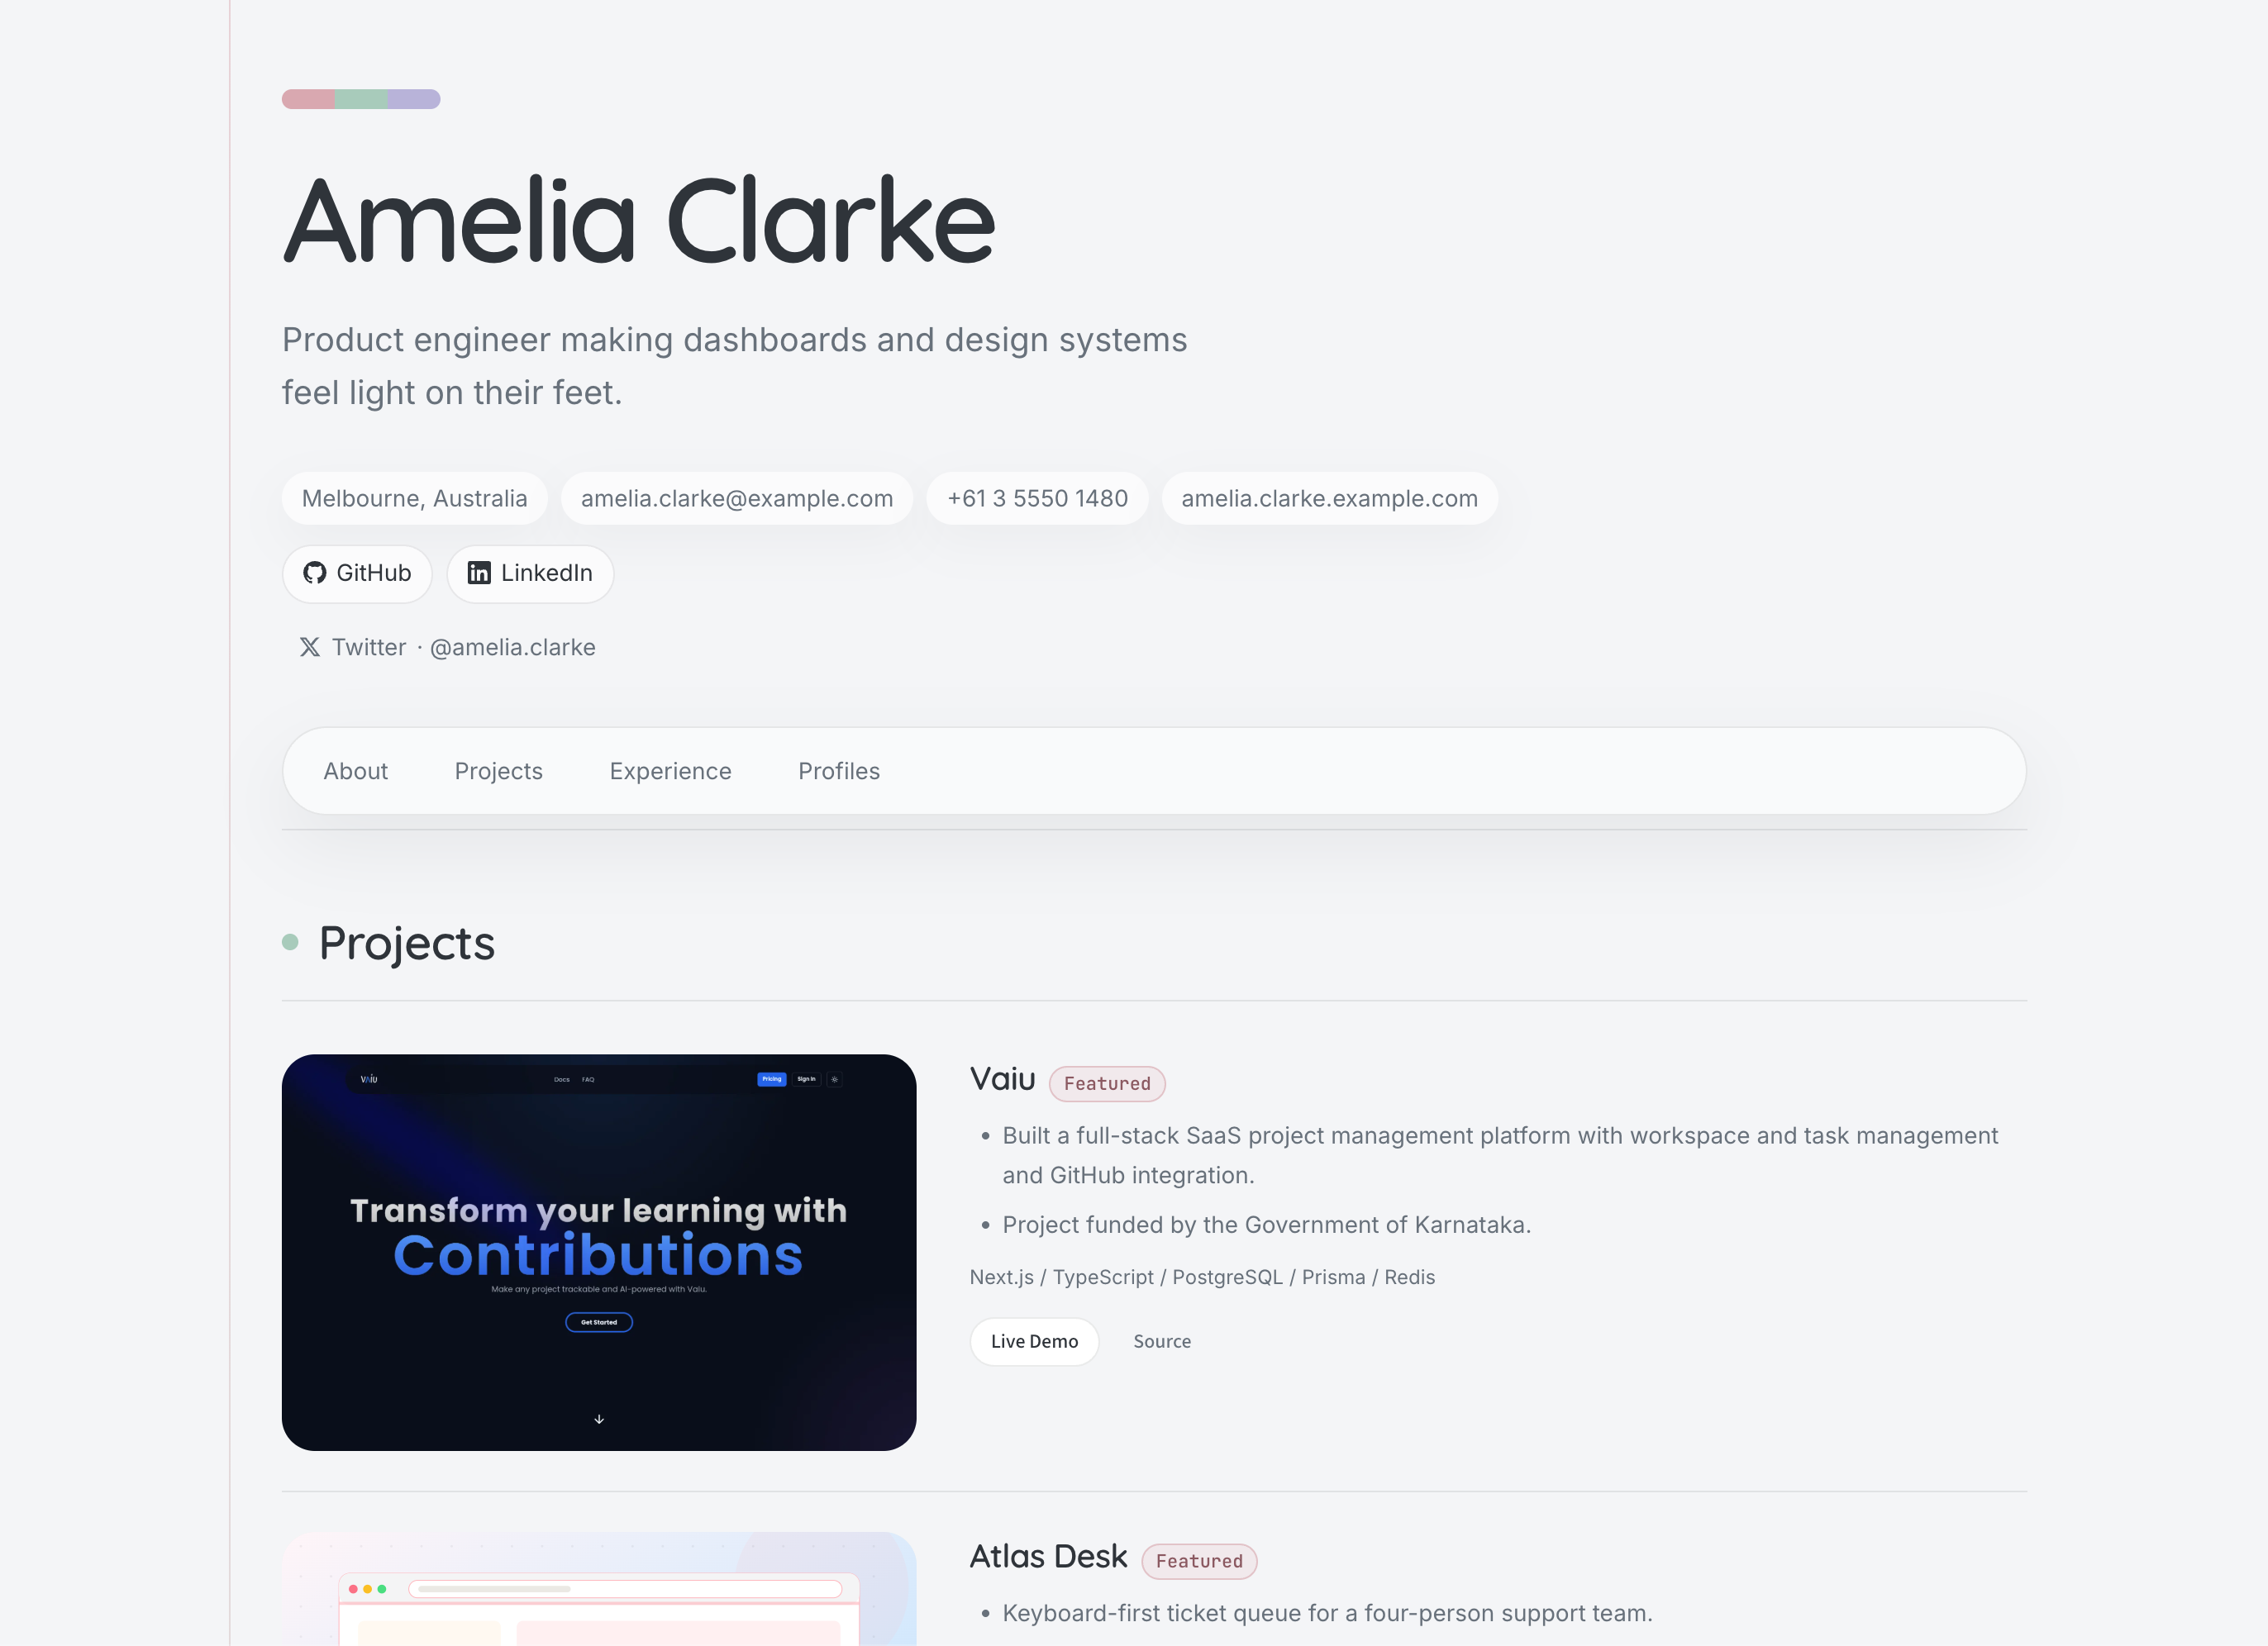 Amelia Clarke
Product engineer making dashboards and design systems
feel light on their feet.
Melbourne, Australia
amelia.clarke@example.com
+61 3 5550 1480
amelia.clarke.example.com
GitHub
LinkedIn
Twitter · @amelia.clarke
About
Projects
Experience
Profiles
Projects
VAIU
Docs
FAQ
Pricing
Sign In
Transform your learning with
Contributions
Make any project trackable and AI-powered with Vaiu.
Get Started
Vaiu
Featured
• Built a full-stack SaaS project management platform with workspace and task management
and GitHub integration.
• Project funded by the Government of Karnataka.
Next.js / TypeScript / PostgreSQL / Prisma / Redis
Live Demo
Source
Atlas Desk
Featured
• Keyboard-first ticket queue for a four-person support team.